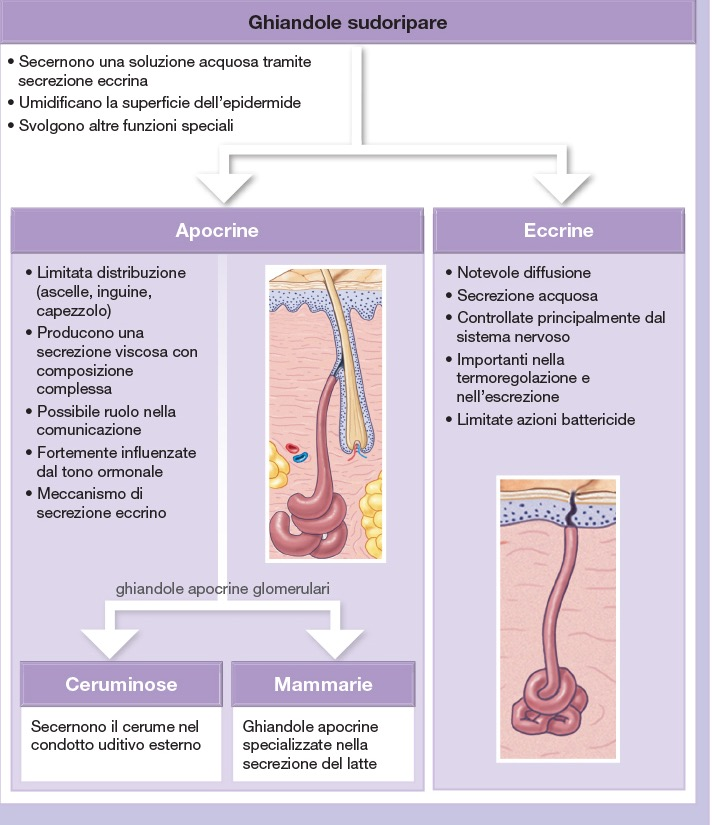 Ghiandole sudoripare
• Secernono una soluzione acquosa tramite
secrezione eccrina
• Umidificano la superficie dell'epidermide
• Svolgono altre funzioni speciali
Apocrine
• Limitata distribuzione
(ascelle, inguine,
capezzolo)
• Producono una
secrezione viscosa con
composizione
complessa
• Possibile ruolo nella
comunicazione
• Fortemente influenzate
dal tono ormonale
• Meccanismo di
secrezione eccrino
ghiandole apocrine glomerulari
Ceruminose
Secernono il cerume nel
condotto uditivo esterno
Mammarie
Ghiandole apocrine
specializzate nella
secrezione del latte
Eccrine
• Notevole diffusione
• Secrezione acquosa
• Controllate principalmente dal
sistema nervoso
• Importanti nella
termoregolazione e
nell'escrezione
• Limitate azioni battericide